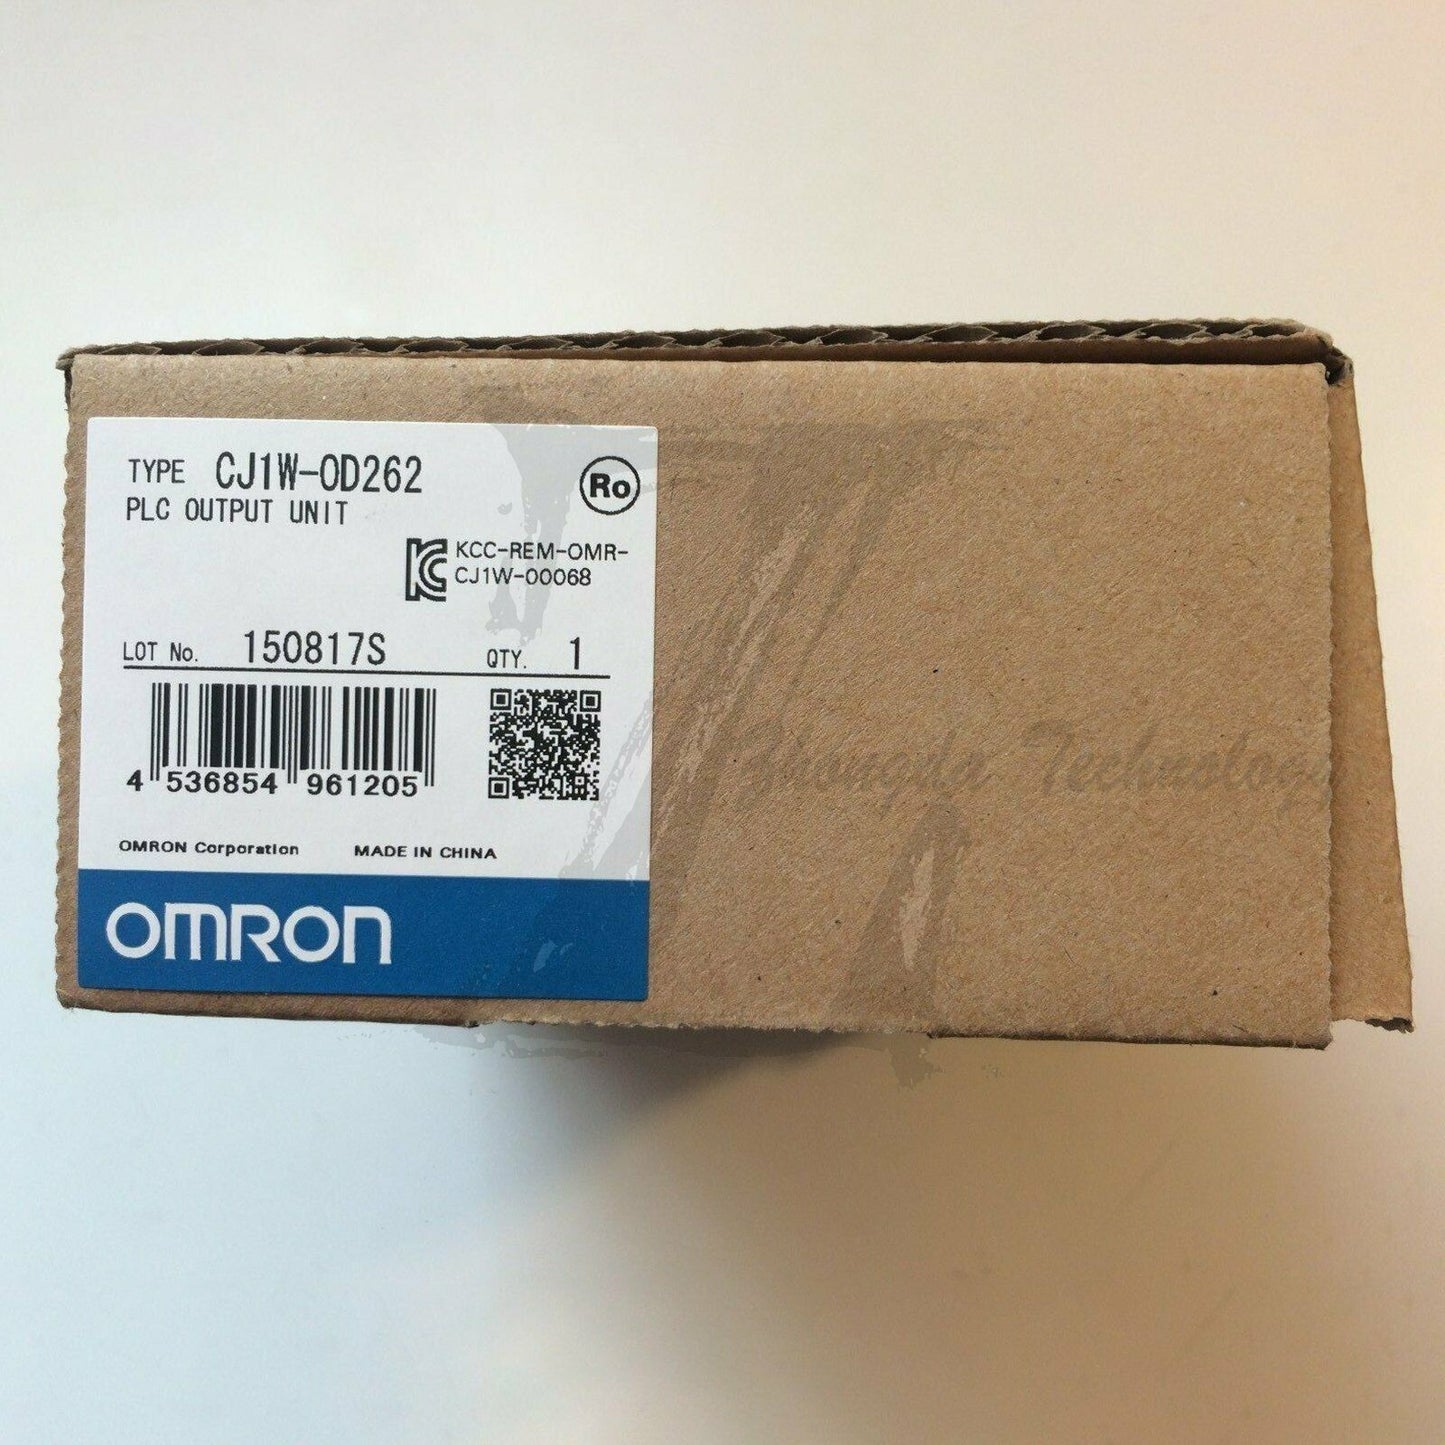 TYPE CJ1W-OD262
PLC OUTPUT UNIT
Ro
KCC-REM-OMR-
CJ1W-00068
LOT No. 150817S QTY. 1
4 536854 961205
OMRON Corporation MADE IN CHINA
OMRON
Technology